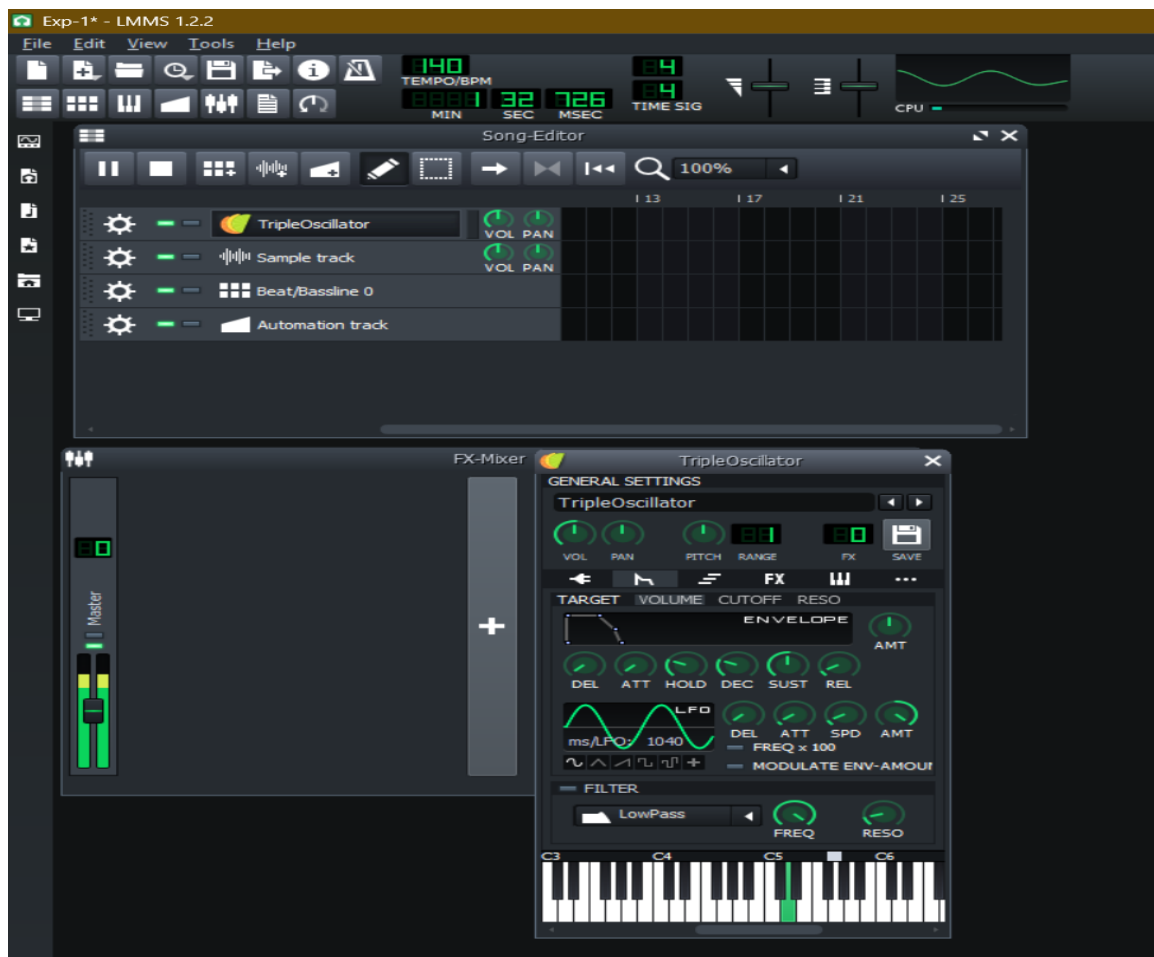 Exp-1* - LMMS 1.2.2
File Edit View Tools Help
140
TEMPO/BPM
1 32 726
MIN SEC MSEC
4
4
TIME SIG
CPU
Song-Editor
100%
13 17 21 25
TripleOscillator VOL PAN
Sample track VOL PAN
Beat/Bassline 0
Automation track
FX-Mixer
0
Master
TripleOscillator
GENERAL SETTINGS
TripleOscillator
1 0
VOL PAN PITCH RANGE FX SAVE
FX
TARGET VOLUME CUTOFF RESO
ENVELOPE
AMT
DEL ATT HOLD DEC SUST REL
LFO
ms/LFO: 1040
DEL ATT SPD AMT
FREQ x 100
MODULATE ENV-AMOUN
FILTER
LowPass
FREQ RESO
C3 C4 C5 C6